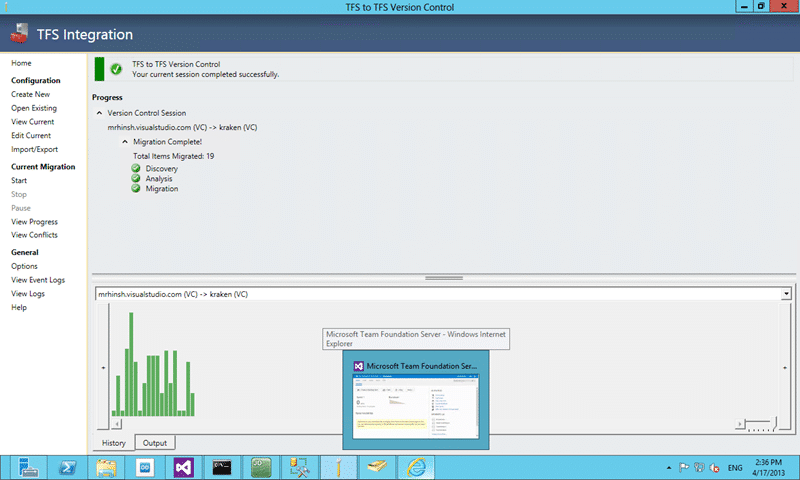 TFS to TFS Version Control
TFS Integration
Home
Configuration
Create New
Open Existing
View Current
Edit Current
Import/Export
Current Migration
Start
Stop
Pause
View Progress
View Conflicts
General
Options
View Event Logs
View Logs
Help
TFS to TFS Version Control
Your current session completed successfully.
Progress
Version Control Session
mrhinsh.visualstudio.com (VC) -> kraken (VC)
Migration Complete!
Total Items Migrated: 19
Discovery
Analysis
Migration
mrhinsh.visualstudio.com (VC) -> kraken (VC)
Microsoft Team Foundation Server - Windows Internet
Explorer
Microsoft Team Foundation Ser...
History
Output
ENG
2:36 PM
4/17/2013